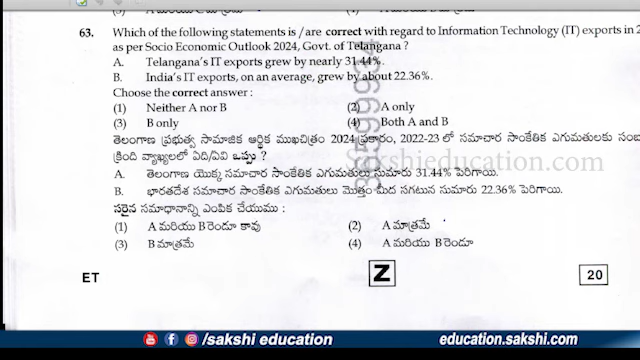 (3) (4)
63. Which of the following statements is / are correct with regard to Information Technology (IT) exports in 2
as per Socio Economic Outlook 2024, Govt. of Telangana ?
A. Telangana's IT exports grew by nearly 31.44%.
B. India's IT exports, on an average, grew by about 22.36%.
Choose the correct answer :
(1) Neither A nor B (2) A only
(3) B only (4) Both A and B
తెలంగాణ ప్రభుత్వ సామాజిక ఆర్థిక ముఖచిత్రం 2024 ప్రకారం, 2022-23 లో సమాచార సాంకేతిక ఎగుమతులకు సంబ
క్రింది వ్యాఖ్యలలో ఏది/ఏవి ఒప్పు ?
Sakshieducation.com
A. తెలంగాణ యొక్క సమాచార సాంకేతిక ఎగుమతులు సుమారు 31.44% పెరిగాయి.
B. భారతదేశ సమాచార సాంకేతిక ఎగుమతులు మొత్తం మీద సగటున సుమారు 22.36% పెరిగాయి.
సరైన సమాధానాన్ని ఎంపిక చేయుము :
(1) A మరియు B రెండూ కావు (2) A మాత్రమే
(3) B మాత్రమే (4) A మరియు B రెండూ
ET Z 20
/sakshi education education.sakshi.com